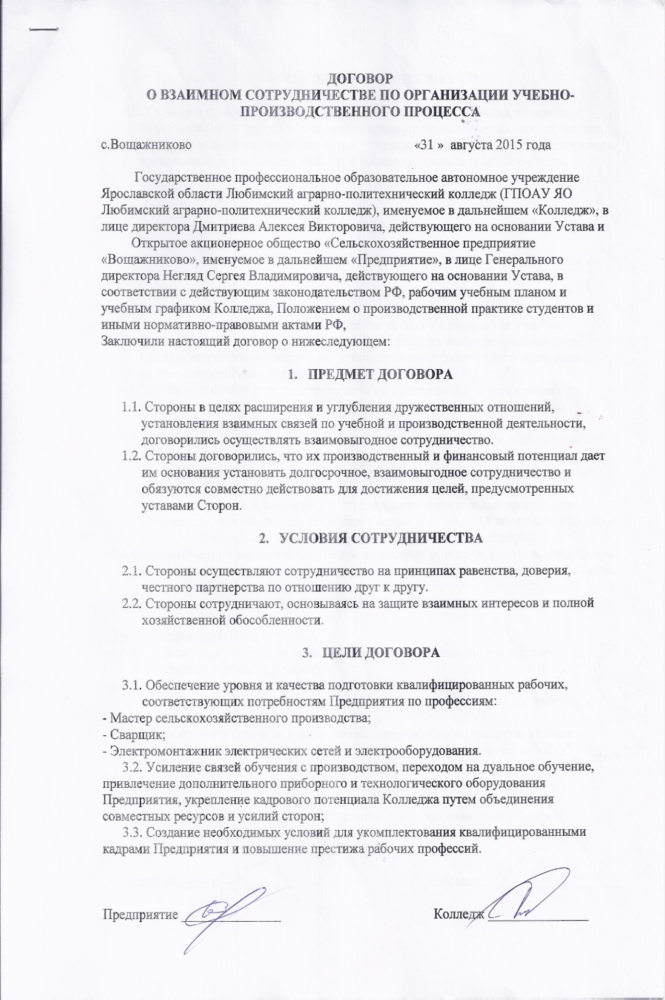 ДОГОВОР
О ВЗАИМНОМ СОТРУДНИЧЕСТВЕ ПО ОРГАНИЗАЦИИ УЧЕБНО-
ПРОИЗВОДСТВЕННОГО ПРОЦЕССА
с.Вощажниково «31 » августа 2015 года
Государственное профессиональное образовательное автономное учреждение
Ярославской области Любимский аграрно-политехнический колледж (ГПОАУ ЯО
Любимский аграрно-политехнический колледж), именуемое в дальнейшем «Колледж», в
лице директора Дмитриева Алексея Викторовича, действующего на основании Устава и
Открытое акционерное общество «Сельскохозяйственное предприятие
«Вощажниково», именуемое в дальнейшем «Предприятие», в лице Генерального
директора Негляд Сергея Владимировича, действующего на основании Устава, в
соответствии с действующим законодательством РФ, рабочим учебным планом и
учебным графиком Колледжа, Положением о производственной практике студентов и
иными нормативно-правовыми актами РФ,
Заключили настоящий договор о нижеследующем:
1. ПРЕДМЕТ ДОГОВОРА
1.1. Стороны в целях расширения и углубления дружественных отношений,
установления взаимных связей по учебной и производственной деятельности,
договорились осуществлять взаимовыгодное сотрудничество.
1.2. Стороны договорились, что их производственный и финансовый потенциал дает
им основания установить долгосрочное, взаимовыгодное сотрудничество и
обязуются совместно действовать для достижения целей, предусмотренных
уставами Сторон.
2. УСЛОВИЯ СОТРУДНИЧЕСТВА
2.1. Стороны осуществляют сотрудничество на принципах равенства, доверия,
честного партнерства по отношению друг к другу.
2.2. Стороны сотрудничают, основываясь на защите взаимных интересов и полной
хозяйственной обособленности.
3. ЦЕЛИ ДОГОВОРА
3.1. Обеспечение уровня и качества подготовки квалифицированных рабочих,
соответствующих потребностям Предприятия по профессиям:
- Мастер сельскохозяйственного производства;
- Сварщик;
- Электромонтажник электрических сетей и электрооборудования.
3.2. Усиление связей обучения с производством, переходом на дуальное обучение,
привлечение дополнительного приборного и технологического оборудования
Предприятия, укрепление кадрового потенциала Колледжа путем объединения
совместных ресурсов и усилий сторон;
3.3. Создание необходимых условий для укомплектования квалифицированными
кадрами Предприятия и повышение престижа рабочих профессий.
Предприятие ______________ Колледж ______________